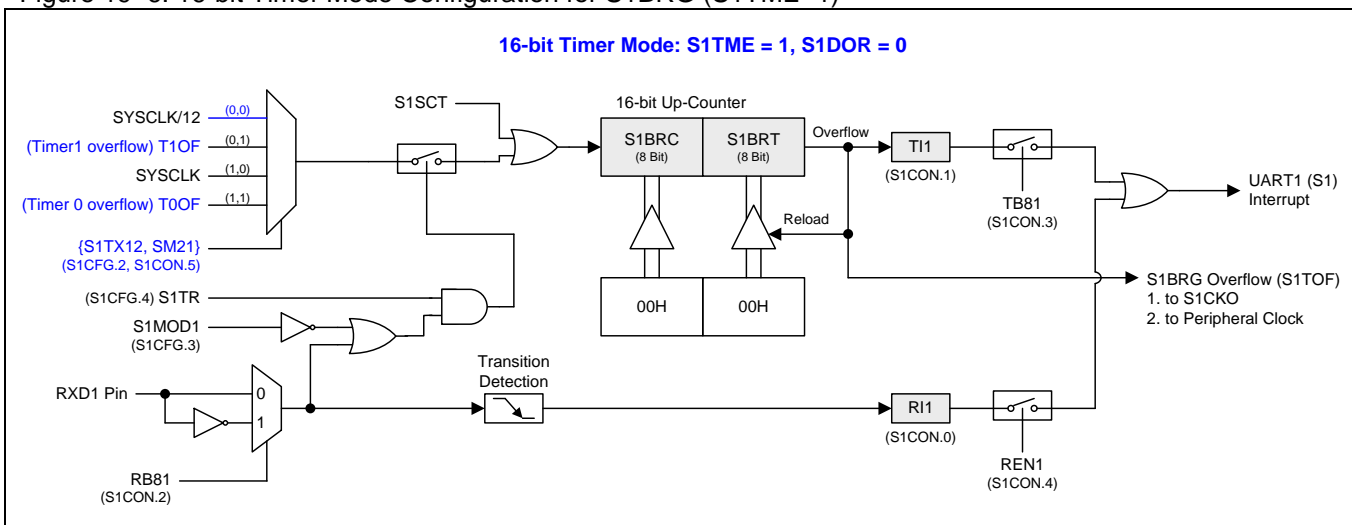 Figure 16-8. 16-bit Timer Mode Configuration for S1BRG (S1TME=1)
16-bit Timer Mode: S1TME = 1, S1DOR = 0
SYSCLK/12
(0,0)
(Timer1 overflow) T1OF
(0,1)
SYSCLK
(1,0)
(Timer 0 overflow) T0OF
(1,1)
{S1TX12, SM21}
(S1CFG.2, S1CON.5)
(S1CFG.4) S1TR
S1MOD1
(S1CFG.3)
RXD1 Pin
0
1
RB81
(S1CON.2)
S1SCT
16-bit Up-Counter
S1BRC
(8 Bit)
S1BRT
(8 Bit)
Overflow
Reload
00H
00H
Transition
Detection
TI1
(S1CON.1)
TB81
(S1CON.3)
UART1 (S1)
Interrupt
S1BRG Overflow (S1TOF)
1. to S1CKO
2. to Peripheral Clock
RI1
(S1CON.0)
REN1
(S1CON.4)